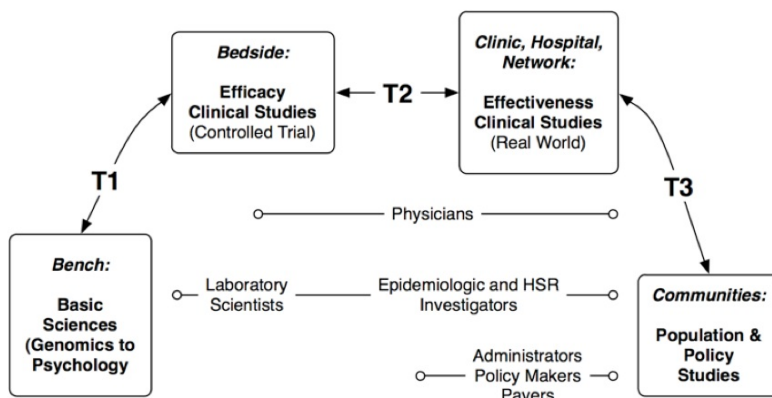 Bedside:
Efficacy
Clinical Studies
(Controlled Trial)
T2
Clinic, Hospital,
Network:
Effectiveness
Clinical Studies
(Real World)
T1
T3
Physicians
Bench:
Basic
Sciences
(Genomics to
Psychology
Laboratory
Scientists
Epidemiologic and HSR
Investigators
Communities:
Population &
Policy
Studies
Administrators
Policy Makers
Payers